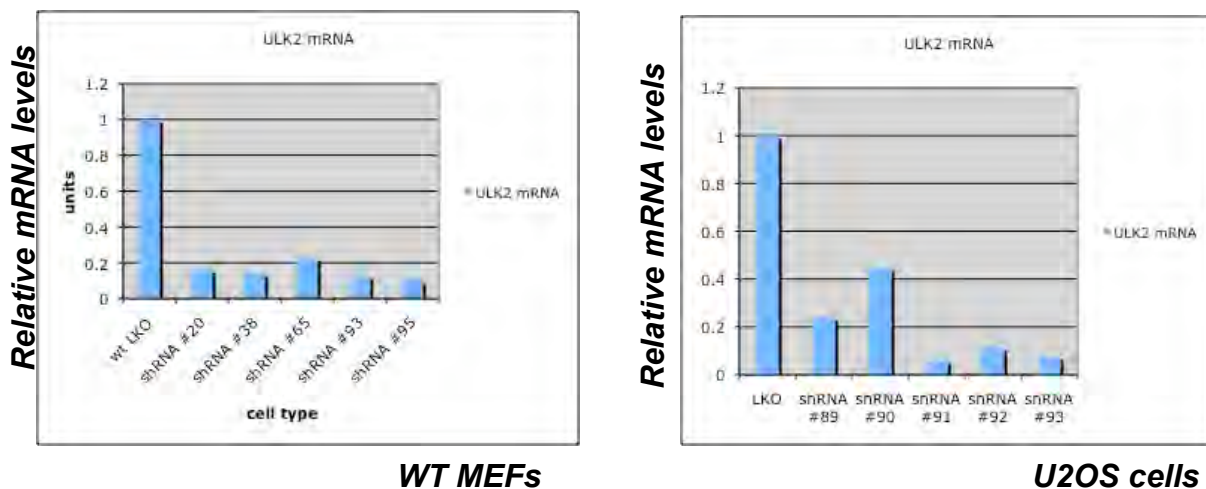 Relative mRNA levels
ULK2 mRNA
units
1.2
1
0.8
0.6
0.4
0.2
0
wt LKO
shRNA #20
shRNA #38
shRNA #65
shRNA #93
shRNA #95
cell type
ULK2 mRNA
WT MEFs
Relative mRNA levels
ULK2 mRNA
1.2
1
0.8
0.6
0.4
0.2
0
LKO
shRNA #89
shRNA #90
shRNA #91
shRNA #92
shRNA #93
ULK2 mRNA
U2OS cells